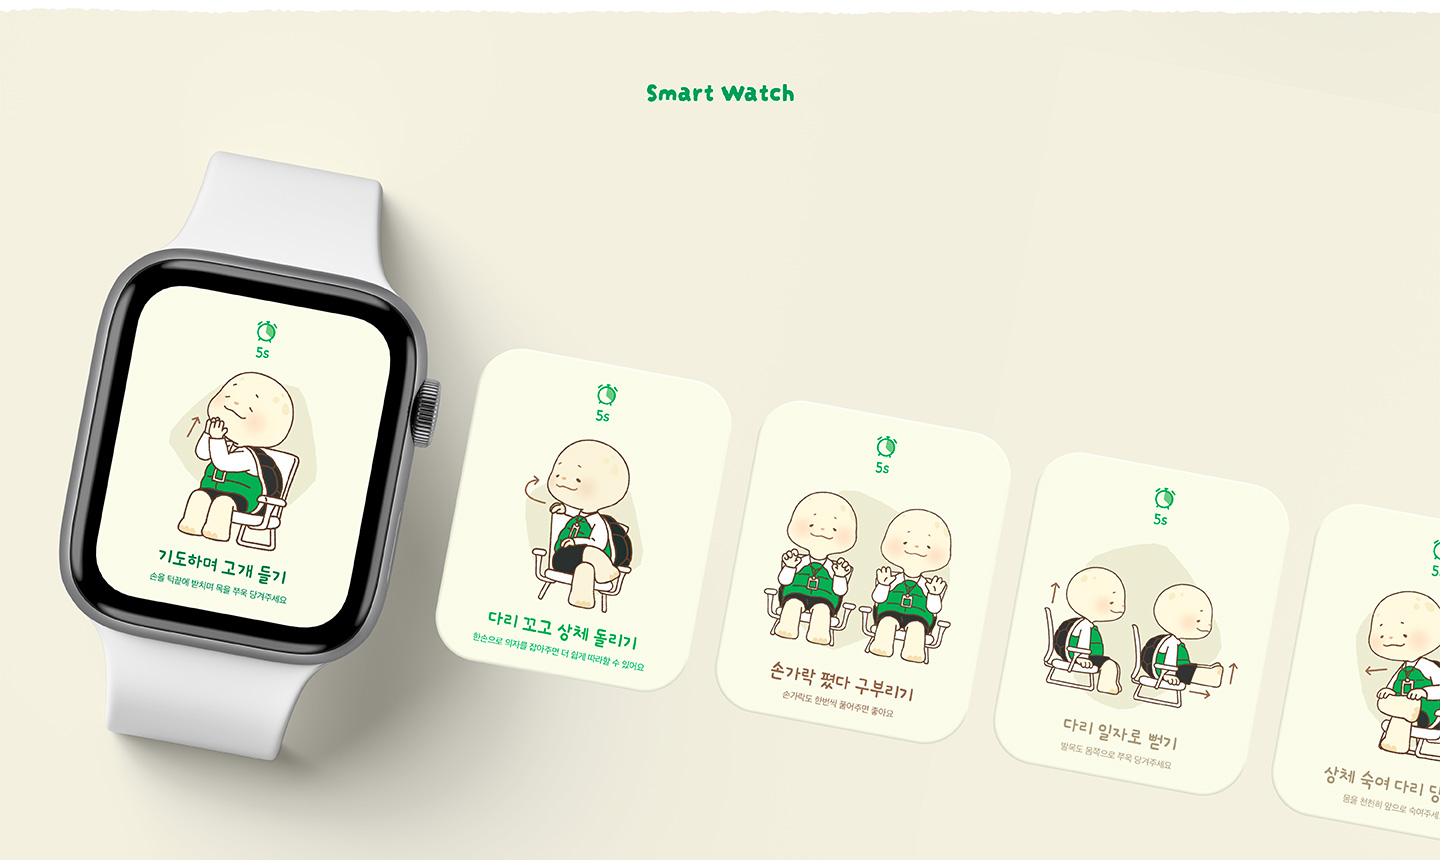 Smart Watch
5s
기도하며 고개 들기
손을 턱끝에 받치며 목을 쭈욱 당겨주세요
5s
다리 꼬고 상체 돌리기
한손으로 의자를 잡아주면 더 쉽게 따라할 수 있어요
5s
손가락 폈다 구부리기
손가락도 한번씩 풀어주면 좋아요
5s
다리 일자로 뻗기
발목도 몸쪽으로 쭈욱 당겨주세요
상체 숙여 다리
몸을 천천히 앞으로 숙여주세